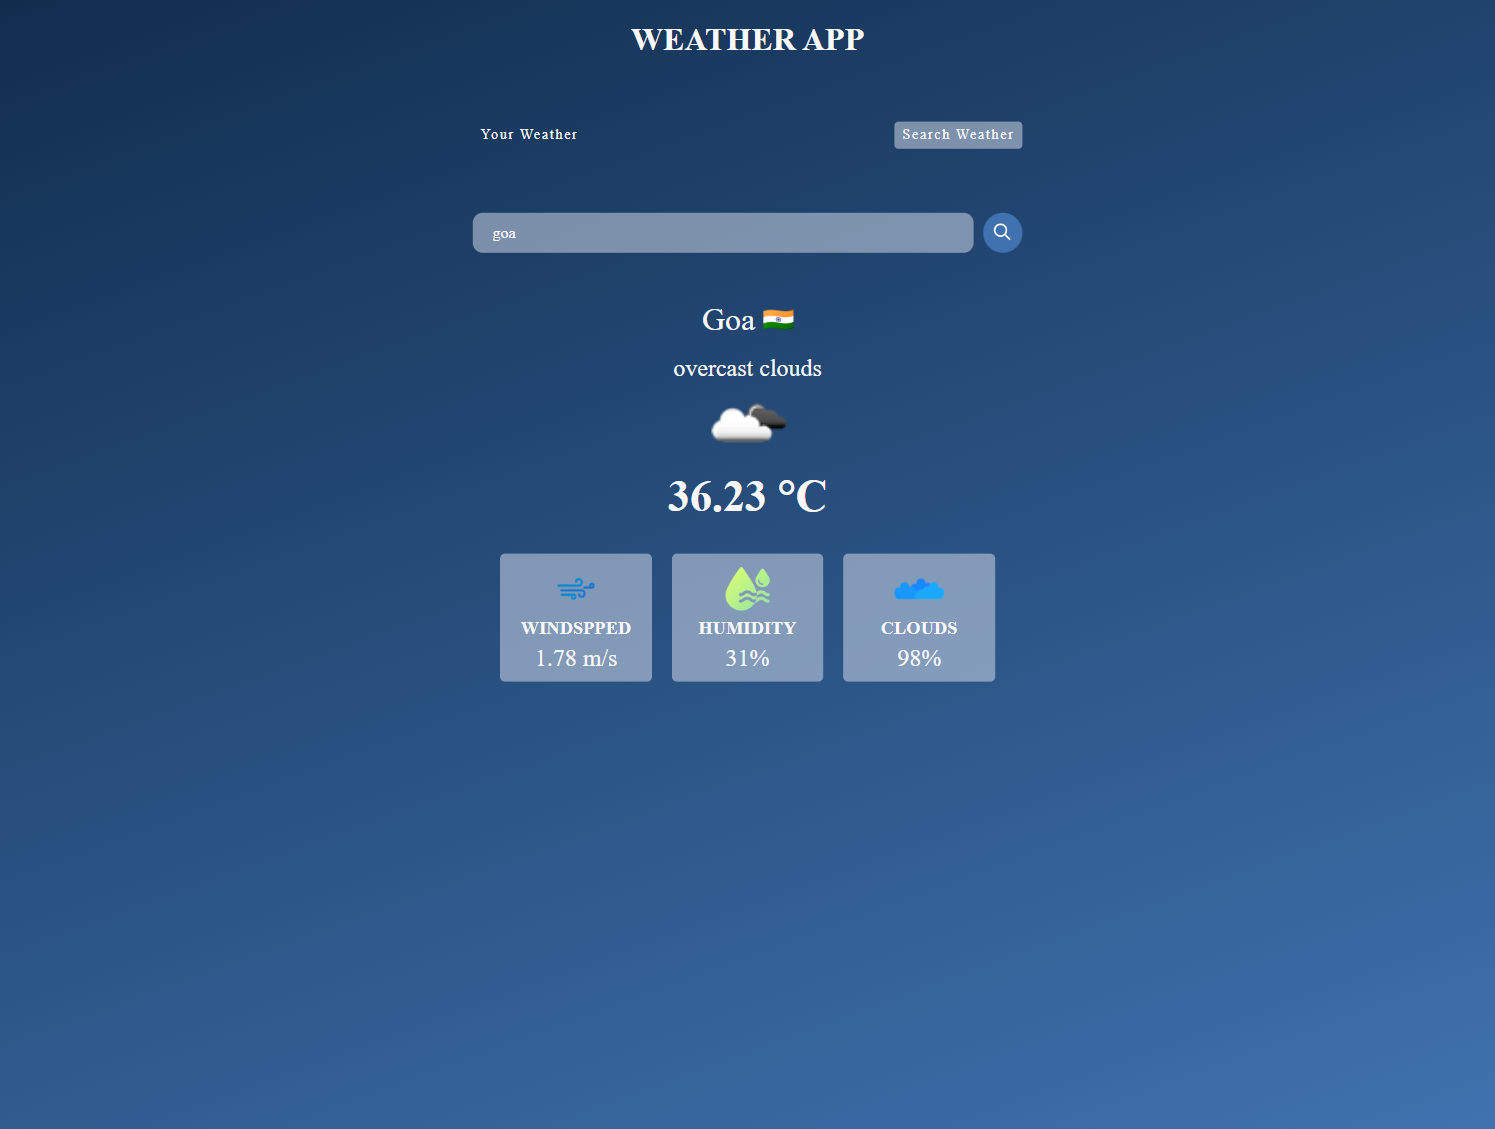 WEATHER APP
Your Weather
Search Weather
goa
Goa
overcast clouds
36.23 °C
WINDSPPED
1.78 m/s
HUMIDITY
31%
CLOUDS
98%